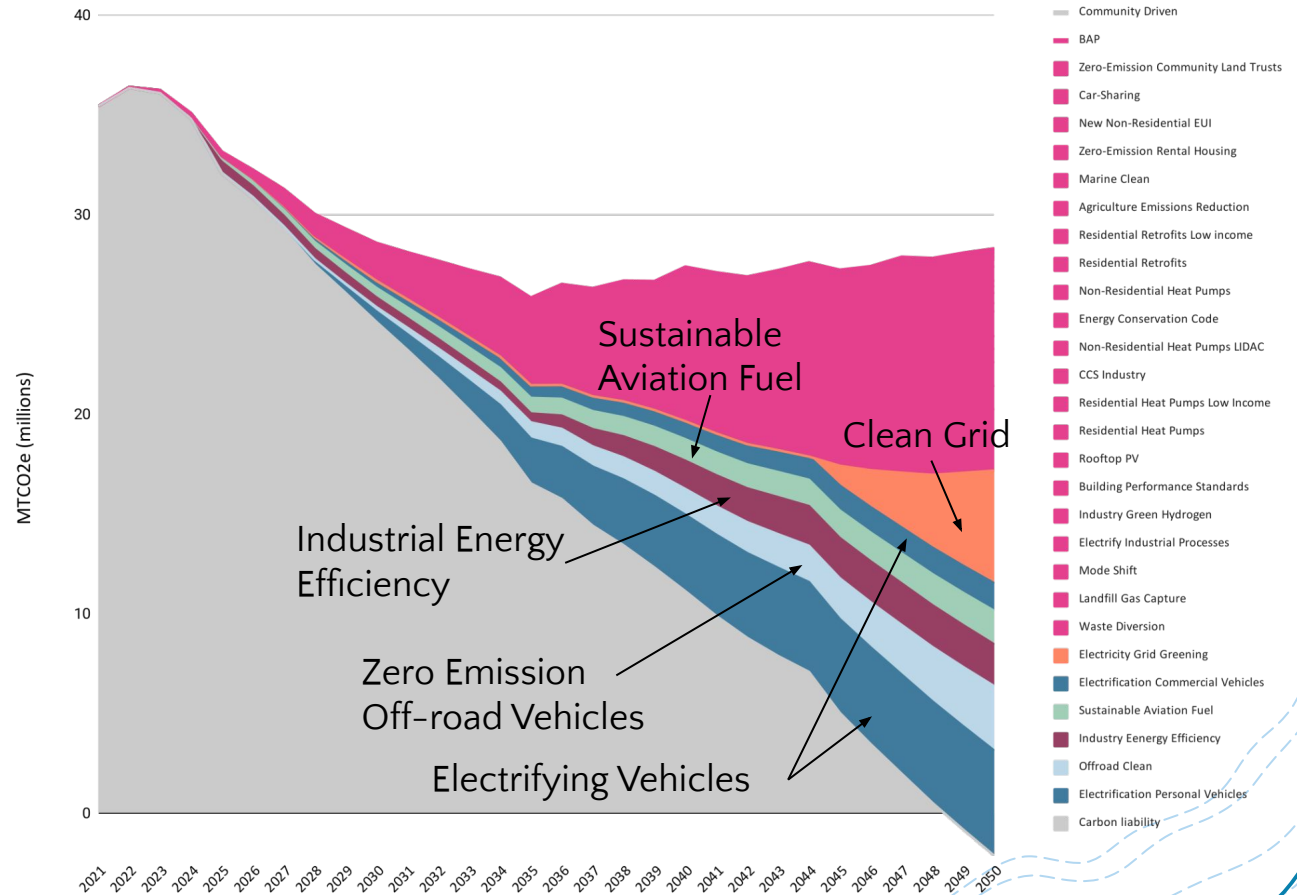 40
30
20
10
0
MTCO2e (millions)
2021
2022
2023
2024
2025
2026
2027
2028
2029
2030
2031
2032
2033
2034
2035
2036
2037
2038
2039
2040
2041
2042
2043
2044
2045
2046
2047
2048
2049
2050
Sustainable
Aviation Fuel
Clean Grid
Industrial Energy
Efficiency
Zero Emission
Off-road Vehicles
Electrifying Vehicles
Community Driven
BAP
Zero-Emission Community Land Trusts
Car-Sharing
New Non-Residential EUI
Zero-Emission Rental Housing
Marine Clean
Agriculture Emissions Reduction
Residential Retrofits Low income
Residential Retrofits
Non-Residential Heat Pumps
Energy Conservation Code
Non-Residential Heat Pumps LIDAC
CCS Industry
Residential Heat Pumps Low Income
Residential Heat Pumps
Rooftop PV
Building Performance Standards
Industry Green Hydrogen
Electrify Industrial Processes
Mode Shift
Landfill Gas Capture
Waste Diversion
Electricity Grid Greening
Electrification Commercial Vehicles
Sustainable Aviation Fuel
Industry Eenergy Efficiency
Offroad Clean
Electrification Personal Vehicles
Carbon liability